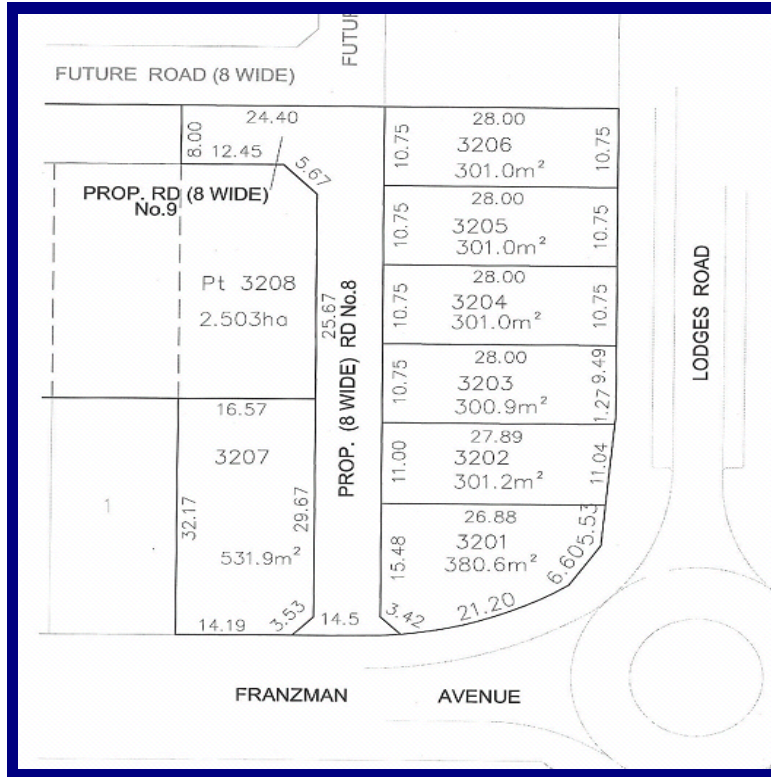 FUTURE ROAD (8 WIDE)
24.40
8.00
12.45
5.67
PROP. RD (8 WIDE)
No.9
Pt 3208
2.503ha
25.67
PROP. (8 WIDE) RD No.8
28.00
3206
10.75
10.75
301.0m²
28.00
3205
10.75
10.75
301.0m²
28.00
3204
10.75
10.75
301.0m²
28.00
3203
10.75
9.49
1.27
300.9m²
27.89
3202
11.00
11.04
301.2m²
26.88
3201
15.48
5.53
380.6m²
6.60
21.20
3.42
16.57
3207
32.17
29.67
531.9m²
14.19
3.53
14.5
1
LODGES ROAD
FRANZMAN AVENUE